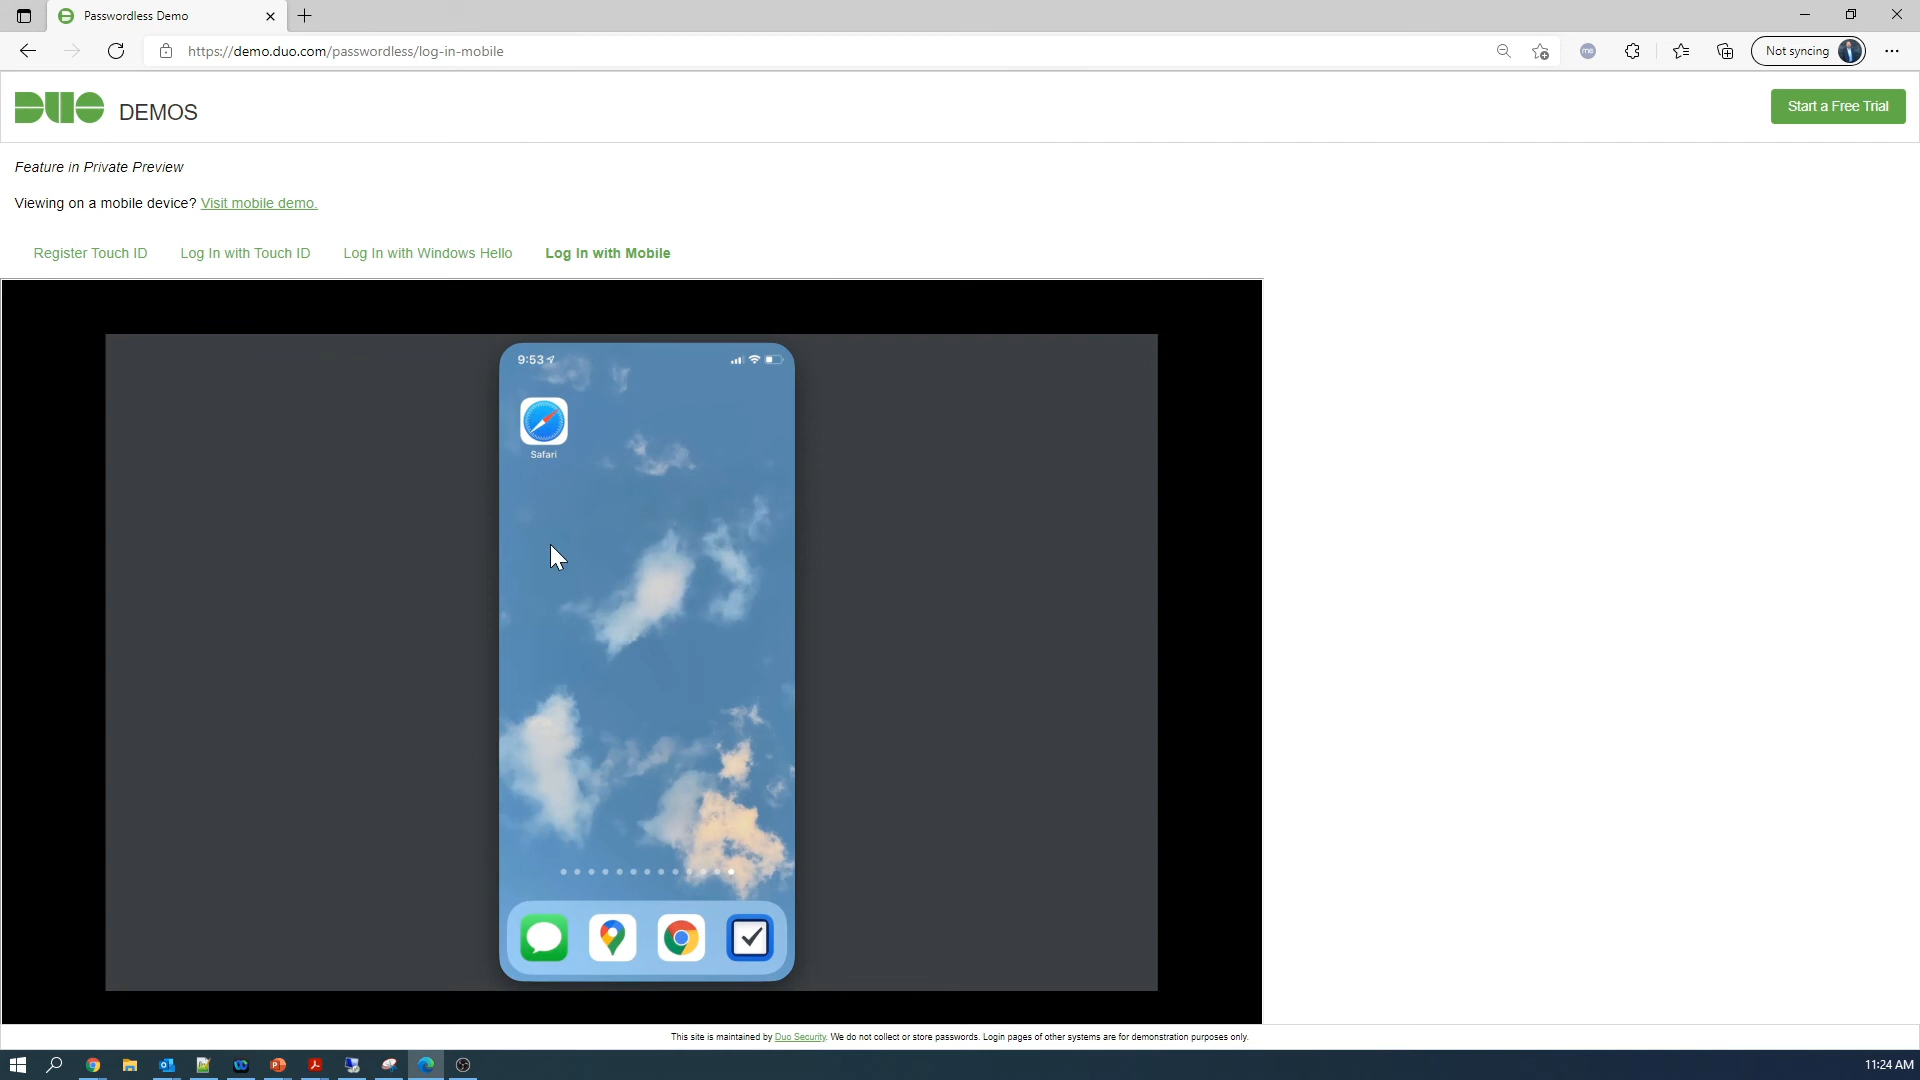 Passwordless Demo
https://demo.duo.com/passwordless/log-in-mobile
Not syncing
DUO DEMOS
Start a Free Trial
Feature in Private Preview
Viewing on a mobile device? Visit mobile demo.
Register Touch ID
Log In with Touch ID
Log In with Windows Hello
Log In with Mobile
9:53
Safari
This site is maintained by Duo Security. We do not collect or store passwords. Login pages of other systems are for demonstration purposes only.
11:24 AM